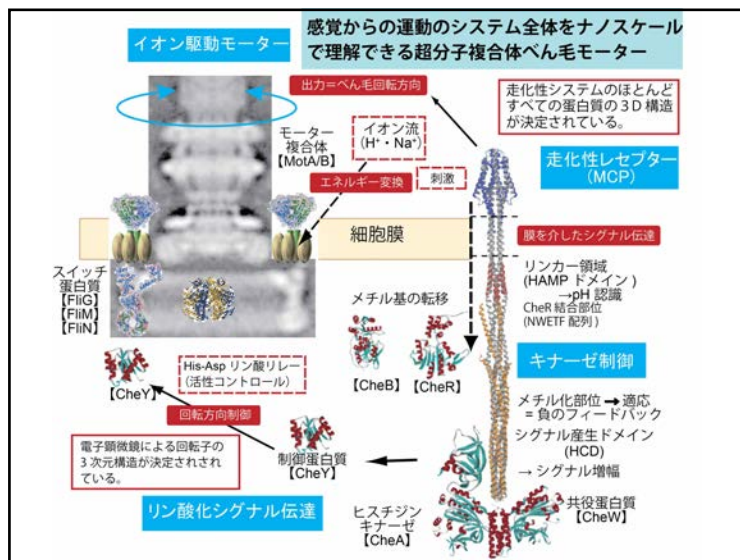 イオン駆動モーター
感覚からの運動のシステム全体をナノスケール
で理解できる超分子複合体べん毛モーター
出力=べん毛回転方向
走化性システムのほとんど
すべての蛋白質の3D構造
が決定されている。
モーター
複合体
【MotA/B】
イオン流
(H⁺・Na⁺)
エネルギー変換
刺激
走化性レセプター
(MCP)
細胞膜
膜を介したシグナル伝達
スイッチ
蛋白質
【FliG】
【FliM】
【FliN】
リンカー領域
(HAMPドメイン)
→pH 認識
CheR 結合部位
(NWETF 配列)
メチル基の転移
【CheB】
【CheR】
キナーゼ制御
【CheY】
His-Asp リン酸リレー
(活性コントロール)
メチル化部位➡適応
= 負のフィードバック
回転方向制御
シグナル産生ドメイン
(HCD)
→ シグナル増幅
電子顕微鏡による回転子の
3次元構造が決定されされ
ている。
制御蛋白質
【CheY】
リン酸化シグナル伝達
ヒスチジン
キナーゼ
【CheA】
共役蛋白質
【CheW】